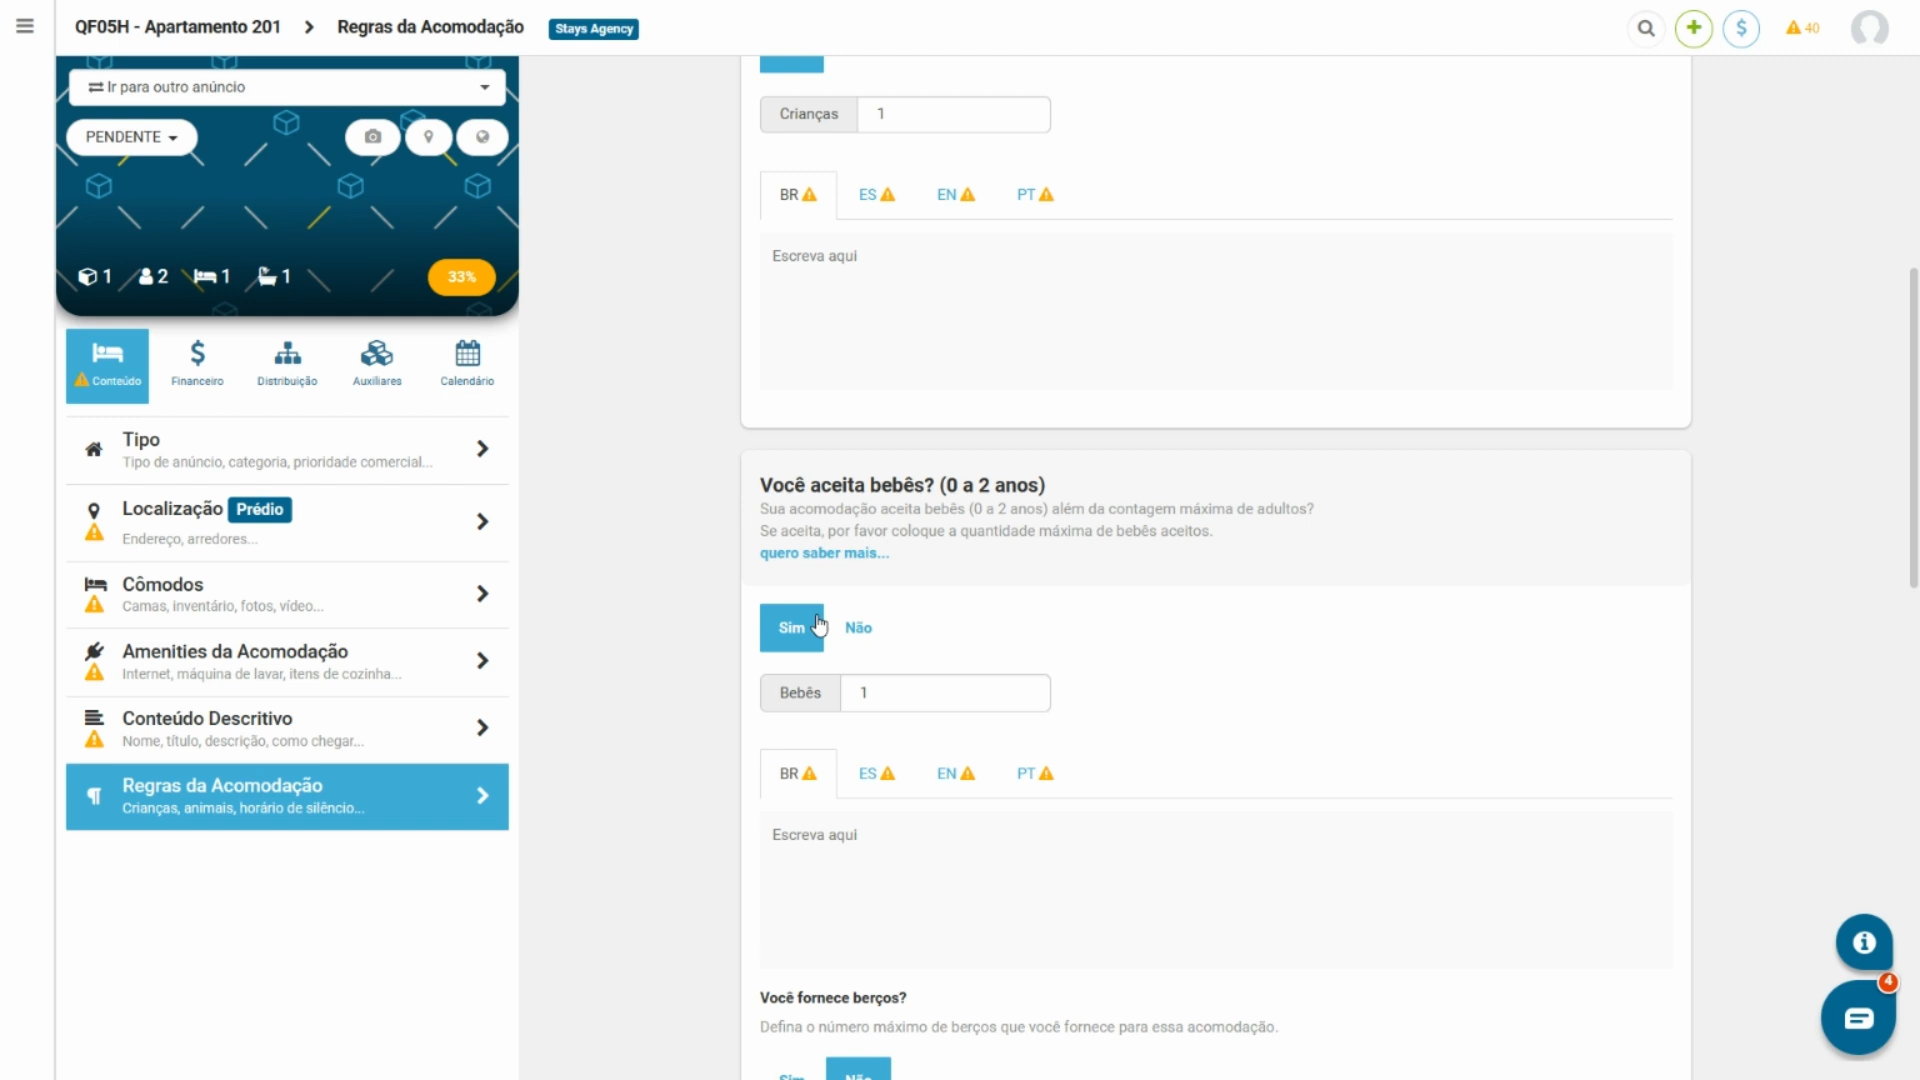 QF05H - Apartamento 201
Regras da Acomodação
Stays Agency
40
Ir para outro anúncio
PENDENTE
1
2
1
1
33%
Conteúdo
Financeiro
Distribuição
Auxiliares
Calendário
Tipo
Tipo de anúncio, categoria, prioridade comercial...
Localização Prédio
Endereço, arredores...
Cômodos
Camas, inventário, fotos, vídeo...
Amenities da Acomodação
Internet, máquina de lavar, itens de cozinha...
Conteúdo Descritivo
Nome, título, descrição, como chegar...
Regras da Acomodação
Crianças, animais, horário de silêncio...
Crianças 1
BR ES EN PT
Escreva aqui
Você aceita bebês? (0 a 2 anos)
Sua acomodação aceita bebês (0 a 2 anos) além da contagem máxima de adultos?
Se aceita, por favor coloque a quantidade máxima de bebês aceitos.
quero saber mais...
Sim Não
Bebês 1
BR ES EN PT
Escreva aqui
Você fornece berços?
Defina o número máximo de berços que você fornece para essa acomodação.
Sim Não
4